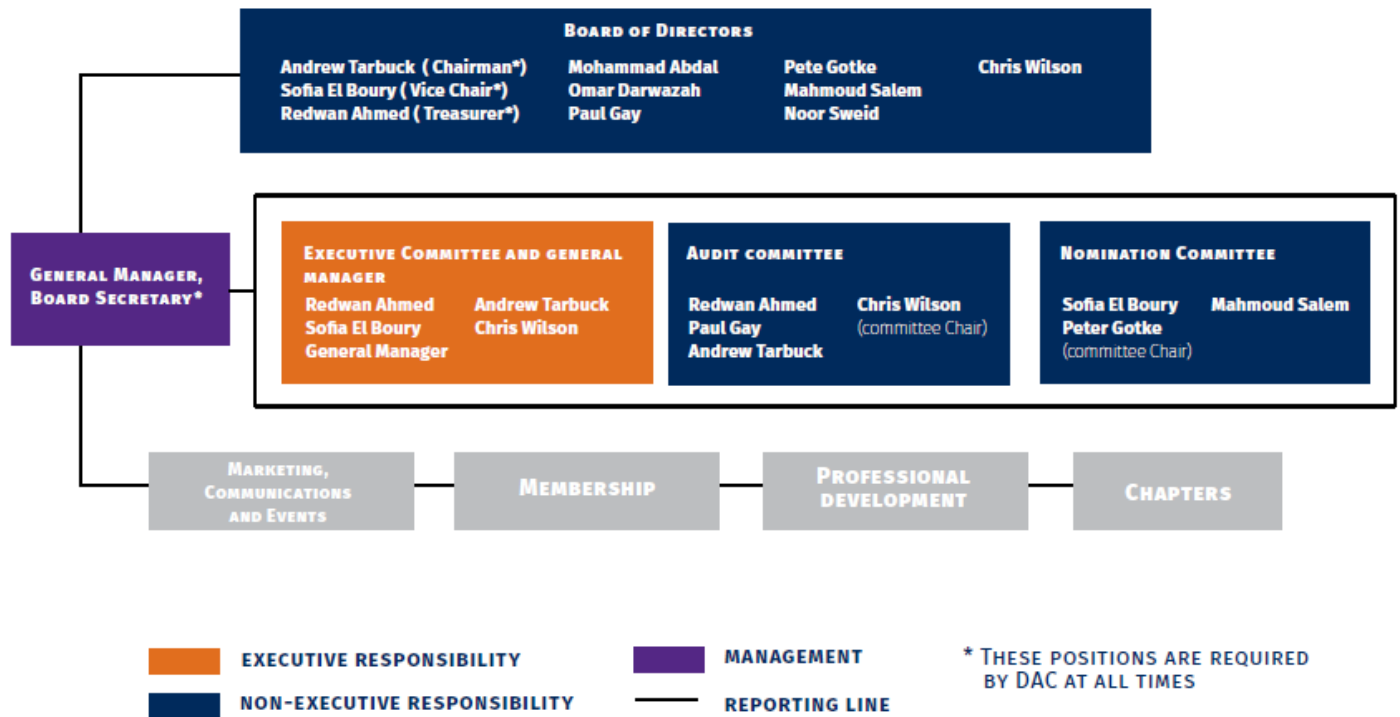 BOARD OF DIRECTORS
Andrew Tarbuck ( Chairman*)
Sofia El Boury ( Vice Chair*)
Redwan Ahmed ( Treasurer*)
Mohammad Abdal
Omar Darwazah
Paul Gay
Pete Gotke
Mahmoud Salem
Noor Sweid
Chris Wilson
GENERAL MANAGER,
BOARD SECRETARY*
EXECUTIVE COMMITTEE AND GENERAL
MANAGER
Redwan Ahmed
Sofia El Boury
General Manager
Andrew Tarbuck
Chris Wilson
AUDIT COMMITTEE
Redwan Ahmed
Paul Gay
Andrew Tarbuck
Chris Wilson
(committee Chair)
NOMINATION COMMITTEE
Sofia El Boury
Peter Gotke
(committee Chair)
Mahmoud Salem
MARKETING,
COMMUNICATIONS
AND EVENTS
MEMBERSHIP
PROFESSIONAL
DEVELOPMENT
CHAPTERS
EXECUTIVE RESPONSIBILITY
NON-EXECUTIVE RESPONSIBILITY
MANAGEMENT
REPORTING LINE
* THESE POSITIONS ARE REQUIRED
BY DAC AT ALL TIMES